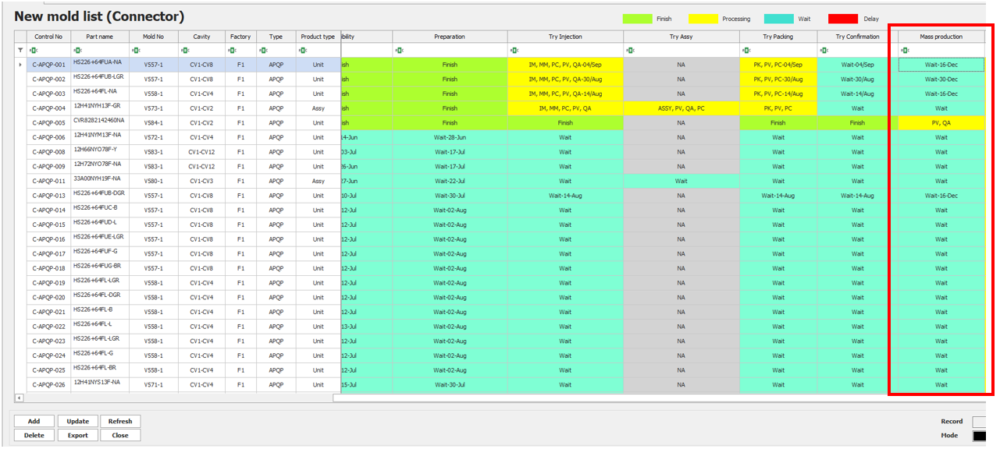 New mold list (Connector)
Finish Processing Wait Delay
Control No Part name Mold No Cavity Factory Type Product type ibility Preparation Try Injection Try Assy Try Packing Try Confirmation Mass production
C-APQP-001 HS226+64FUA-NA V557-1 CV1-CV8 F1 APQP Unit ish Finish IM, MM, PC, PV, QA-04/Sep NA PK, PV, PC-04/Sep Wait-04/Sep Wait-16-Dec
C-APQP-002 HS226+64FUB-LGR V557-1 CV1-CV8 F1 APQP Unit ish Finish IM, MM, PC, PV, QA-30/Aug NA PK, PV, PC-30/Aug Wait-30/Aug Wait-30-Dec
C-APQP-003 HS226+64FL-NA V558-1 CV1-CV4 F1 APQP Unit ish Finish IM, MM, PC, PV, QA-14/Aug NA PK, PV, PC-14/Aug Wait-14/Aug Wait-16-Dec
C-APQP-004 12H41NYH13F-GR V573-1 CV1-CV2 F1 APQP Assy ish Finish IM, MM, PC, PV, QA ASSY, PV, QA, PC PK, PV, PC Wait Wait
C-APQP-005 CVR8282142460NA V584-1 CV1-CV2 F1 APQP Unit ish Finish Finish NA Finish Finish PV, QA
C-APQP-006 12H41NYM13F-NA V572-1 CV1-CV4 F1 APQP Unit 14-Jun Wait-28-Jun Wait NA Wait Wait Wait
C-APQP-008 12H66NYO78F-Y V583-1 CV1-CV12 F1 APQP Unit 03-Jul Wait-17-Jul Wait NA Wait Wait Wait
C-APQP-009 12H72NYO78F-NA V583-1 CV1-CV12 F1 APQP Unit 26-Jun Wait-17-Jul Wait NA Wait Wait Wait
C-APQP-011 33A00NYH19F-NA V580-1 CV1-CV3 F1 APQP Assy 27-Jun Wait-22-Jul Wait Wait Wait Wait Wait
C-APQP-013 HS226+64FUB-DGR V557-1 CV1-CV8 F1 APQP Unit 10-Jul Wait-30-Jul Wait-14-Aug NA Wait-14-Aug Wait-14-Aug Wait-16-Dec
C-APQP-014 HS226+64FUC-B V557-1 CV1-CV8 F1 APQP Unit 12-Jul Wait-02-Aug Wait NA Wait Wait Wait
C-APQP-015 HS226+64FUD-L V557-1 CV1-CV8 F1 APQP Unit 12-Jul Wait-02-Aug Wait NA Wait Wait Wait
C-APQP-016 HS226+64FUE-LGR V557-1 CV1-CV8 F1 APQP Unit 12-Jul Wait-02-Aug Wait NA Wait Wait Wait
C-APQP-017 HS226+64FUF-G V557-1 CV1-CV8 F1 APQP Unit 12-Jul Wait-02-Aug Wait NA Wait Wait Wait
C-APQP-018 HS226+64FUG-BR V557-1 CV1-CV8 F1 APQP Unit 12-Jul Wait-02-Aug Wait NA Wait Wait Wait
C-APQP-019 HS226+64FL-LGR V558-1 CV1-CV4 F1 APQP Unit 12-Jul Wait-02-Aug Wait NA Wait Wait Wait
C-APQP-020 HS226+64FL-DGR V558-1 CV1-CV4 F1 APQP Unit 12-Jul Wait-02-Aug Wait NA Wait Wait Wait
C-APQP-021 HS226+64FL-B V558-1 CV1-CV4 F1 APQP Unit 12-Jul Wait-02-Aug Wait NA Wait Wait Wait
C-APQP-022 HS226+64FL-L V558-1 CV1-CV4 F1 APQP Unit 13-Jul Wait-02-Aug Wait NA Wait Wait Wait
C-APQP-023 HS226+64FL-LGR V558-1 CV1-CV4 F1 APQP Unit 12-Jul Wait-02-Aug Wait NA Wait Wait Wait
C-APQP-024 HS226+64FL-G V558-1 CV1-CV4 F1 APQP Unit 12-Jul Wait-02-Aug Wait NA Wait Wait Wait
C-APQP-025 HS226+64FL-BR V558-1 CV1-CV4 F1 APQP Unit 12-Jul Wait-02-Aug Wait NA Wait Wait Wait
C-APQP-026 12H41NYS13F-NA V571-1 CV1-CV4 F1 APQP Unit 15-Jul Wait-30-Jul Wait NA Wait Wait Wait
Add Update Refresh Record
Delete Export Close Mode